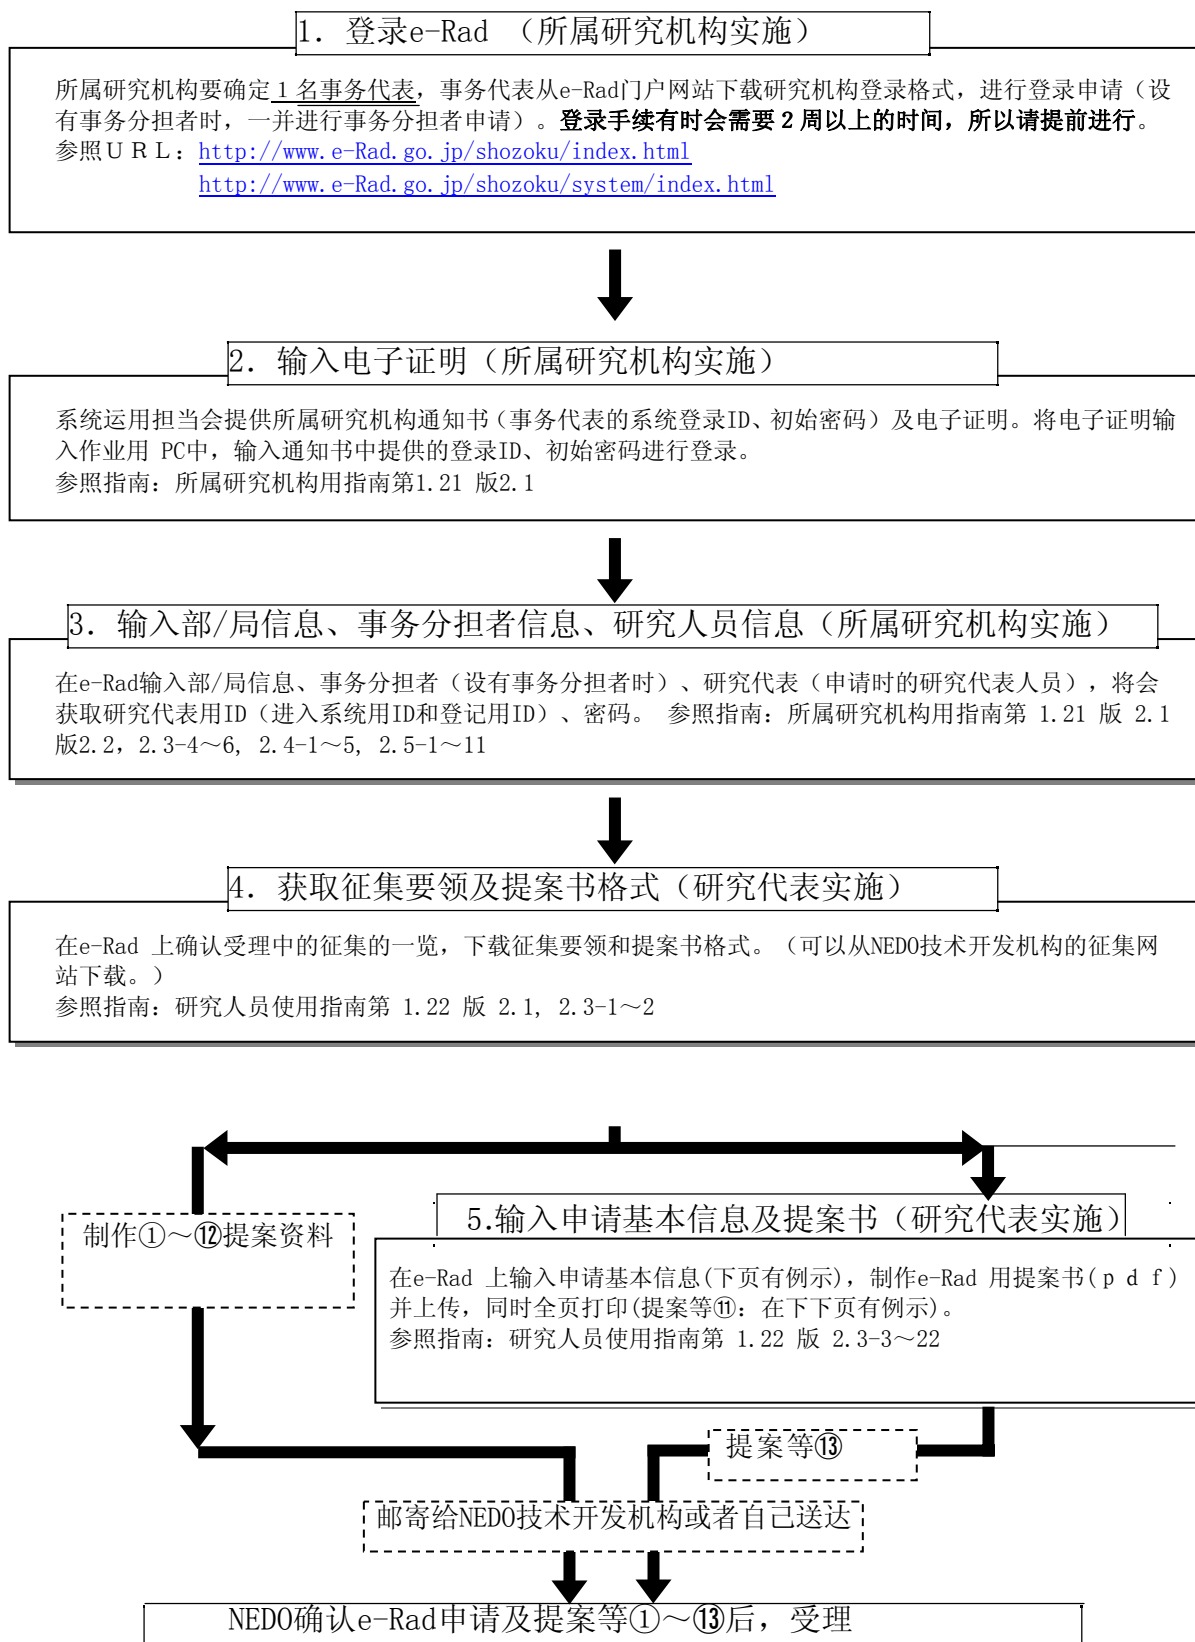 1. 登录e-Rad （所属研究机构实施）
所属研究机构要确定１名事务代表，事务代表从e-Rad门户网站下载研究机构登录格式，进行登录申请（设
有事务分担者时，一并进行事务分担者申请）。登录手续有时会需要２周以上的时间，所以请提前进行。
参照ＵＲＬ：http://www.e-Rad.go.jp/shozoku/index.html
http://www.e-Rad.go.jp/shozoku/system/index.html
2. 输入电子证明（所属研究机构实施）
系统运用担当会提供所属研究机构通知书（事务代表的系统登录ID、初始密码）及电子证明。将电子证明输
入作业用 PC中，输入通知书中提供的登录ID、初始密码进行登录。
参照指南：所属研究机构用指南第1.21 版2.1
3. 输入部/局信息、事务分担者信息、研究人员信息（所属研究机构实施）
在e-Rad输入部/局信息、事务分担者（设有事务分担者时）、研究代表（申请时的研究代表人员），将会
获取研究代表用ID（进入系统用ID和登记用ID）、密码。 参照指南：所属研究机构用指南第 1.21 版 2.1
版2.2，2.3-4～6, 2.4-1～5, 2.5-1～11
4. 获取征集要领及提案书格式（研究代表实施）
在e-Rad 上确认受理中的征集的一览，下载征集要领和提案书格式。（可以从NEDO技术开发机构的征集网
站下载。）
参照指南：研究人员使用指南第 1.22 版 2.1, 2.3-1～2
制作①～⑫提案资料
5.输入申请基本信息及提案书（研究代表实施）
在e-Rad 上输入申请基本信息(下页有例示)，制作e-Rad 用提案书(ｐｄｆ)
并上传，同时全页打印(提案等⑪：在下下页有例示)。
参照指南：研究人员使用指南第 1.22 版 2.3-3～22
提案等⑬
邮寄给NEDO技术开发机构或者自己送达
NEDO确认e-Rad申请及提案等①～⑬后，受理